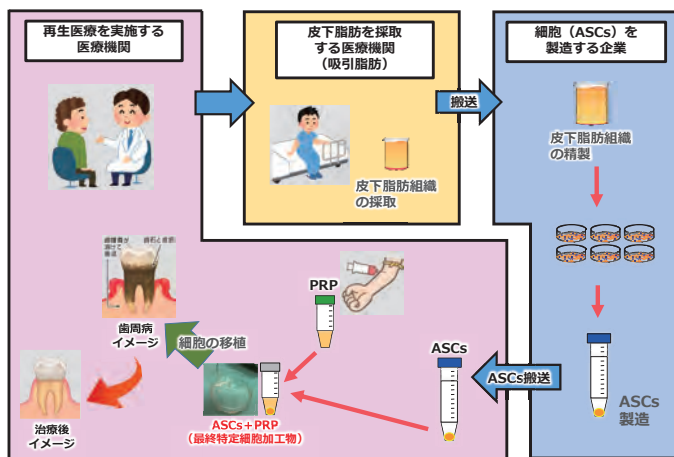 再生医療を実施する
医療機関
皮下脂肪を採取
する医療機関
（吸引脂肪）
搬送
細胞（ASCs）を
製造する企業
皮下脂肪組織
の精製
皮下脂肪組織
の採取
歯周病
イメージ
細胞の移植
PRP
ASCs
ASCs搬送
ASCs
製造
治療後
イメージ
ASCs+PRP
（最終特定細胞加工物）